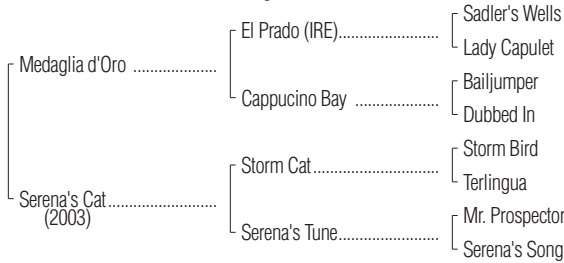 Sadler's Wells
El Prado (IRE)....................
Lady Capulet
Medaglia d'Oro ....................
Bailjumper
Cappucino Bay ....................
Dubbed In
Storm Bird
Storm Cat.........................
Terlingua
Serena's Cat..........................
(2003)
Mr. Prospector
Serena's Tune....................
Serena's Song